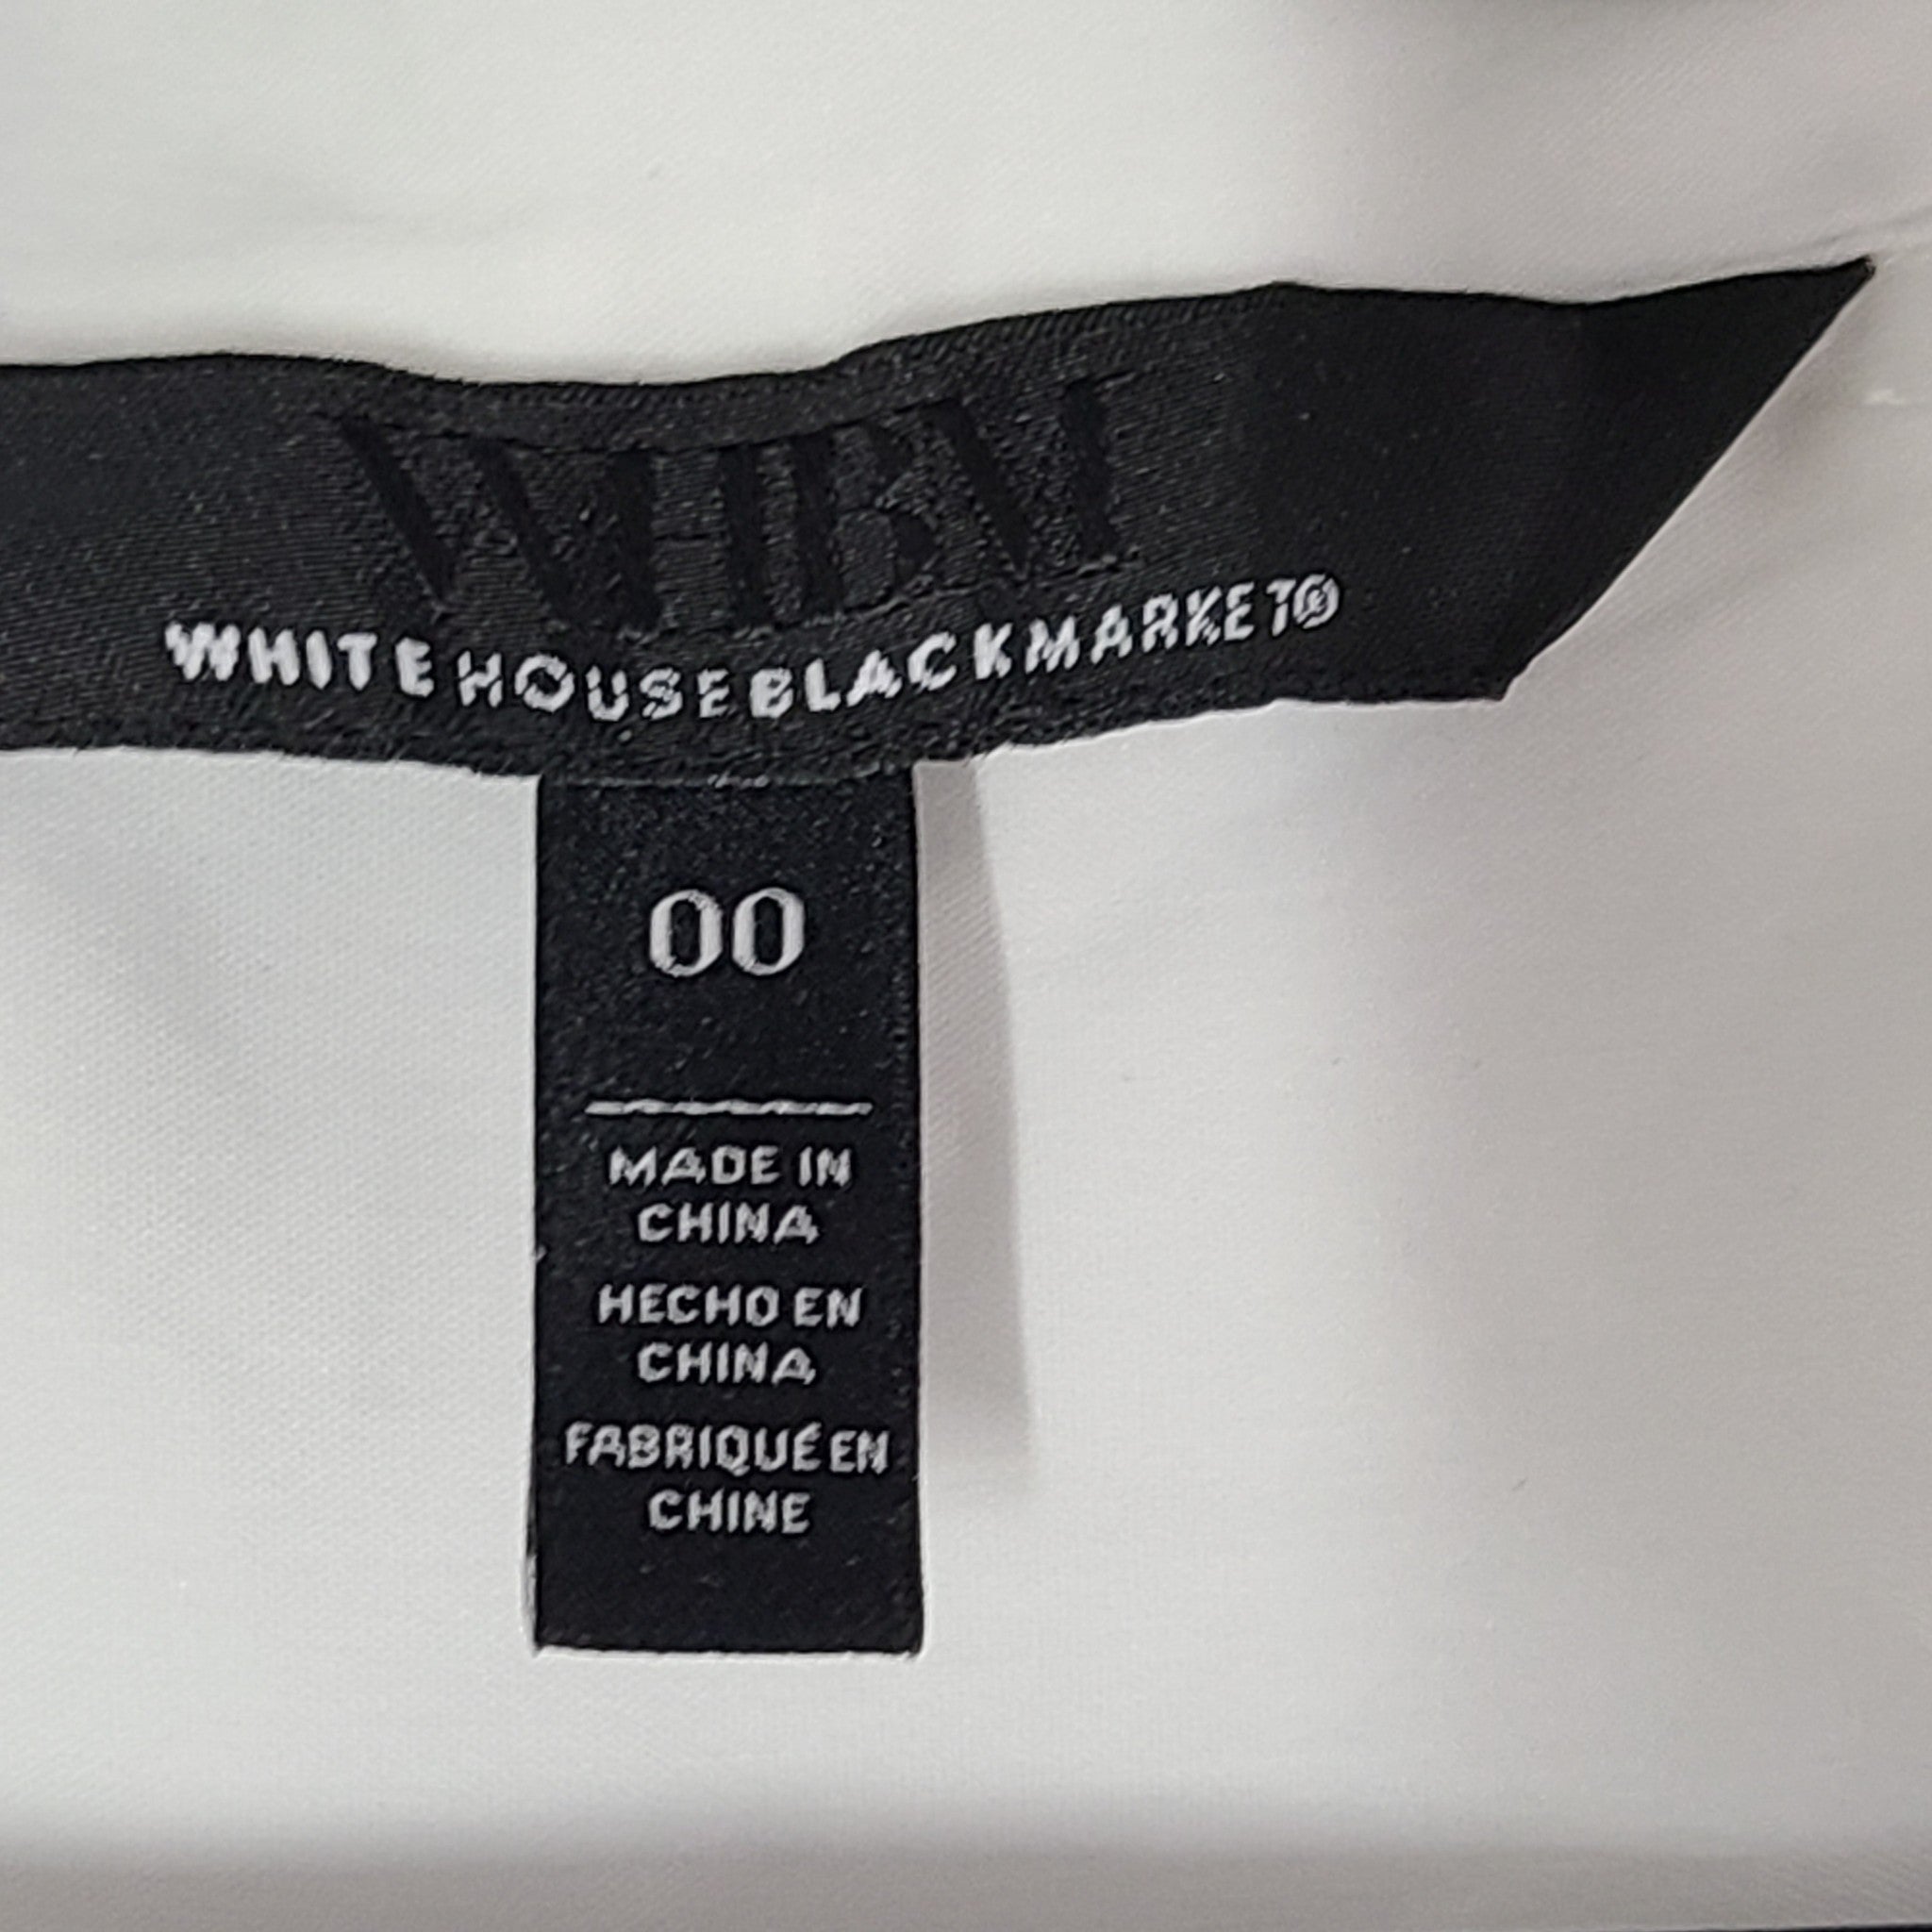 WHBM
WHITE HOUSE BLACK MARKET®
00
MADE IN
CHINA
HECHO EN
CHINA
FABRIQUÉ EN
CHINE